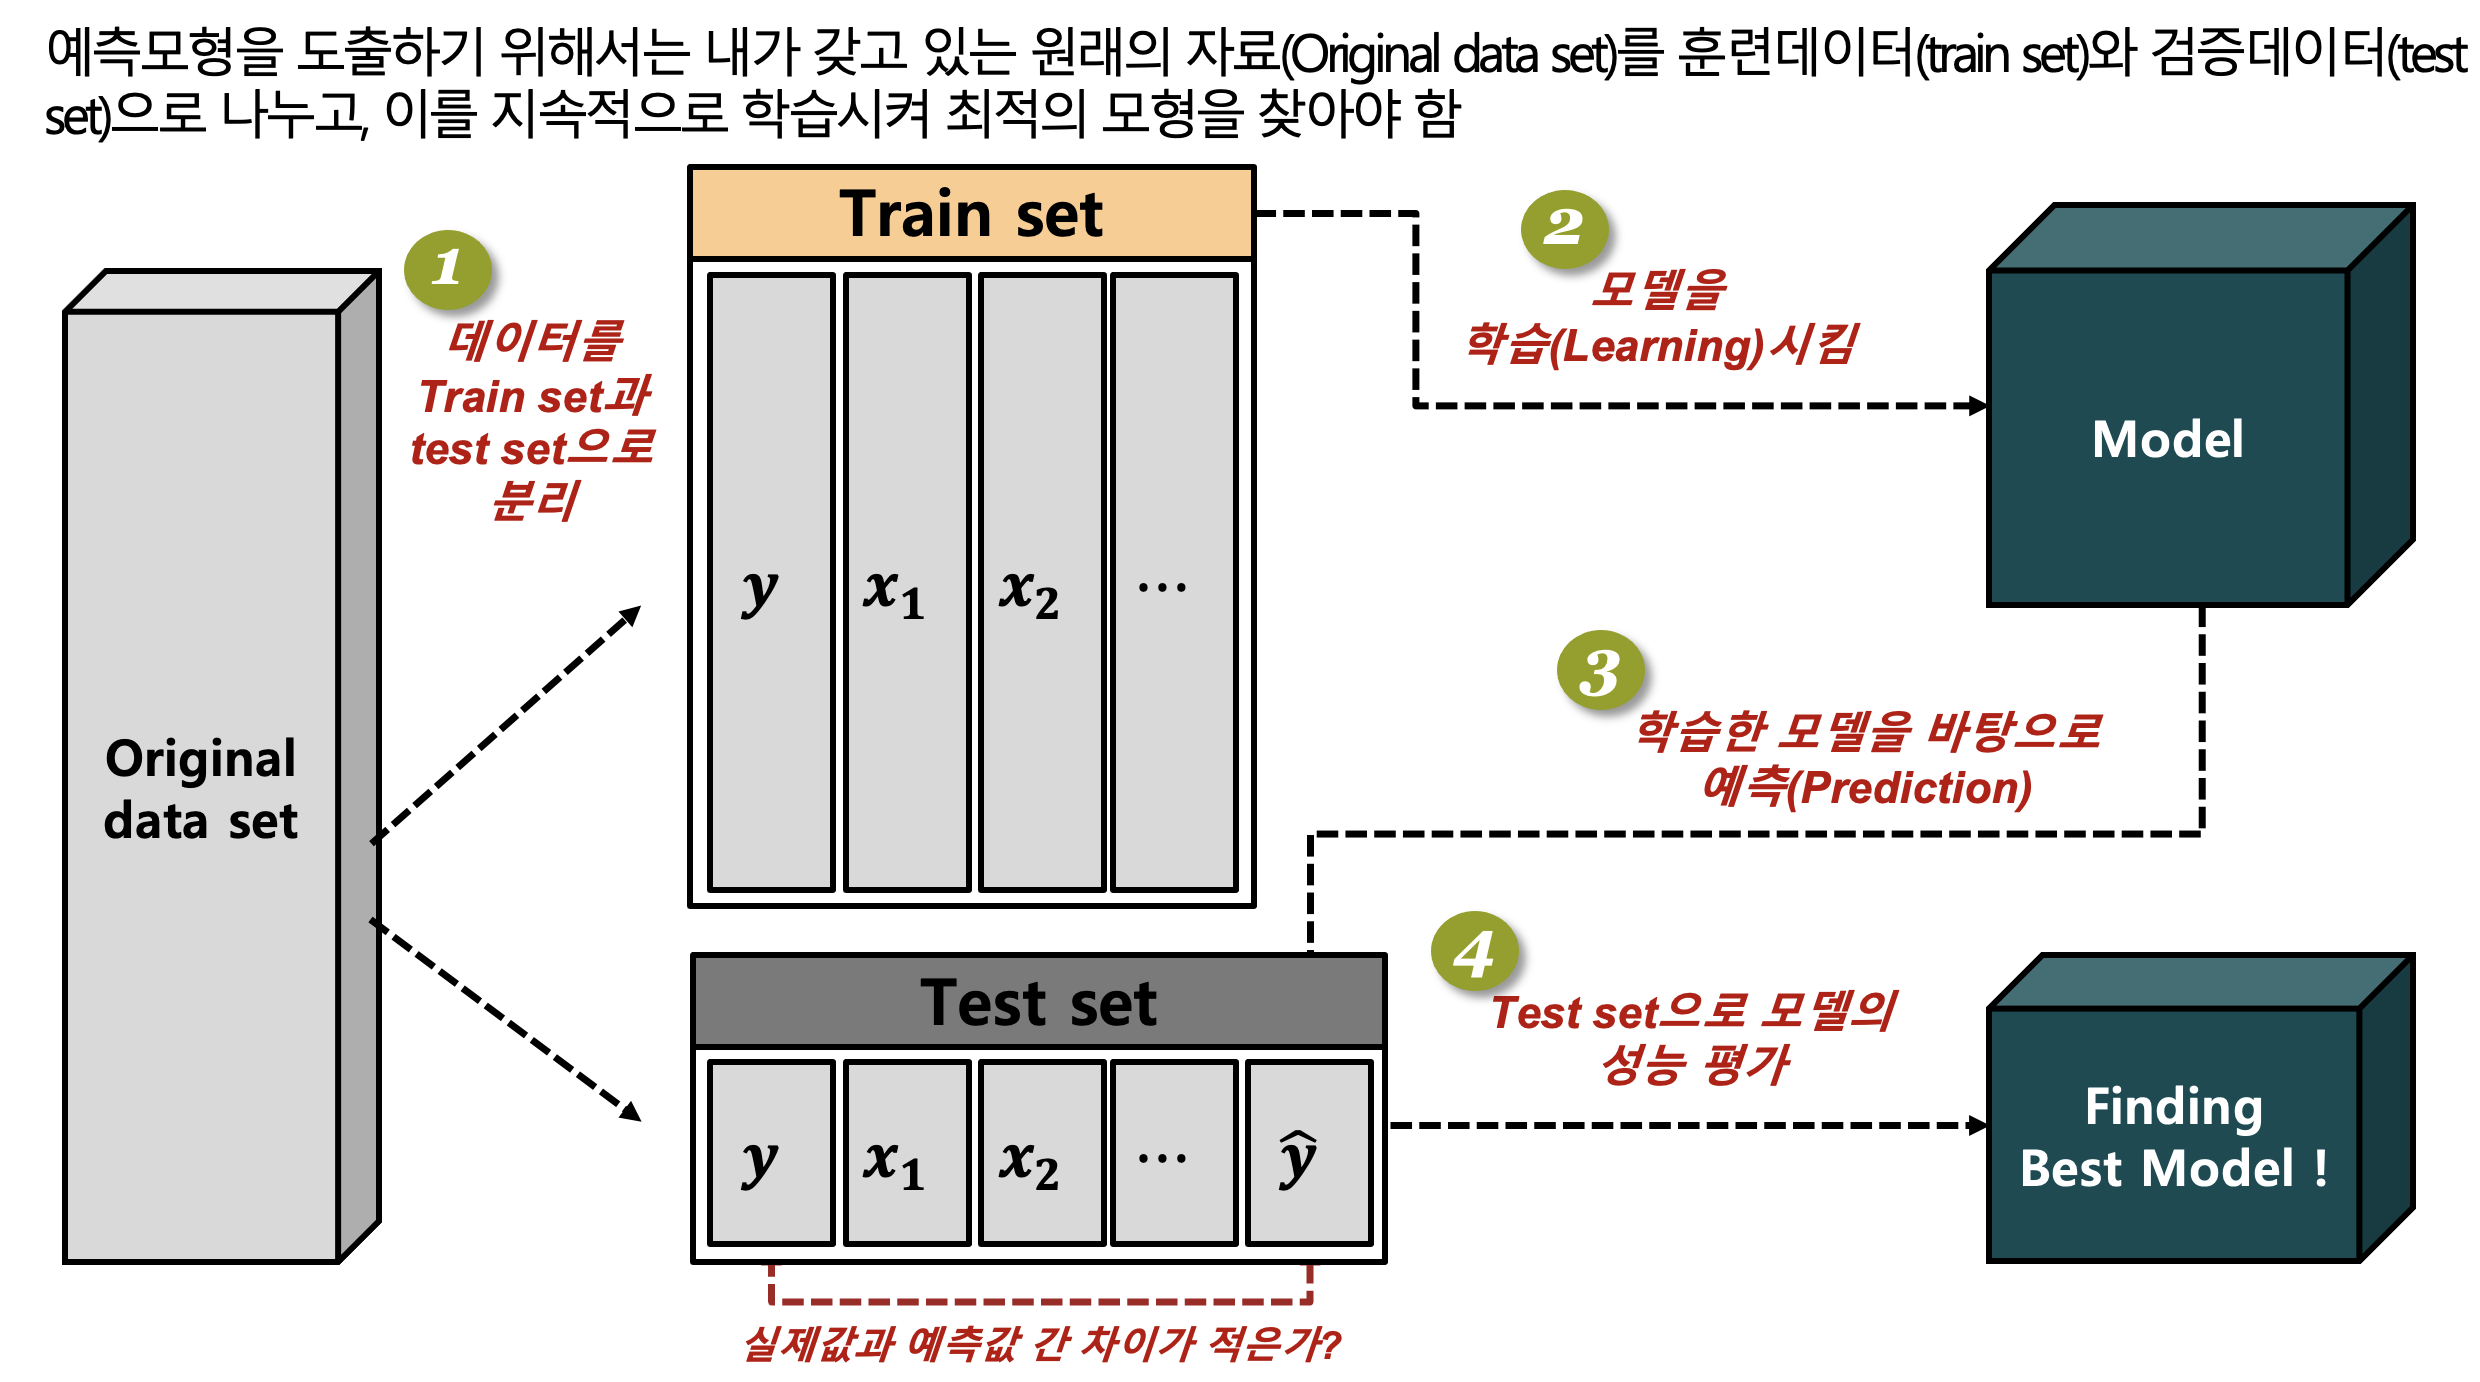 예측모형을 도출하기 위해서는 내가 갖고 있는 원래의 자료(Original data set)를 훈련데이터(train set)와 검증데이터(test
set)으로 나누고, 이를 지속적으로 학습시켜 최적의 모형을 찾아야 함
1
데이터를
Train set과
test set으로
분리
Original
data set
Train set
y x₁ x₂ ⋯
2
모델을
학습(Learning)시킴
Model
3
학습한 모델을 바탕으로
예측(Prediction)
Test set
y x₁ x₂ ⋯ ŷ
실제값과 예측값 간 차이가 적은가?
4
Test set으로 모델의
성능 평가
Finding
Best Model !